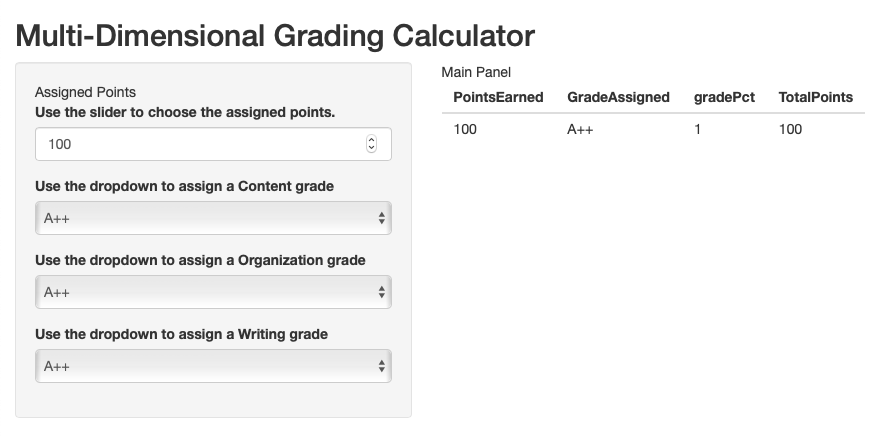 Multi-Dimensional Grading Calculator
Assigned Points
Use the slider to choose the assigned points.
100
Use the dropdown to assign a Content grade
A++
Use the dropdown to assign a Organization grade
A++
Use the dropdown to assign a Writing grade
A++
Main Panel
PointsEarned GradeAssigned gradePct TotalPoints
100 A++ 1 100